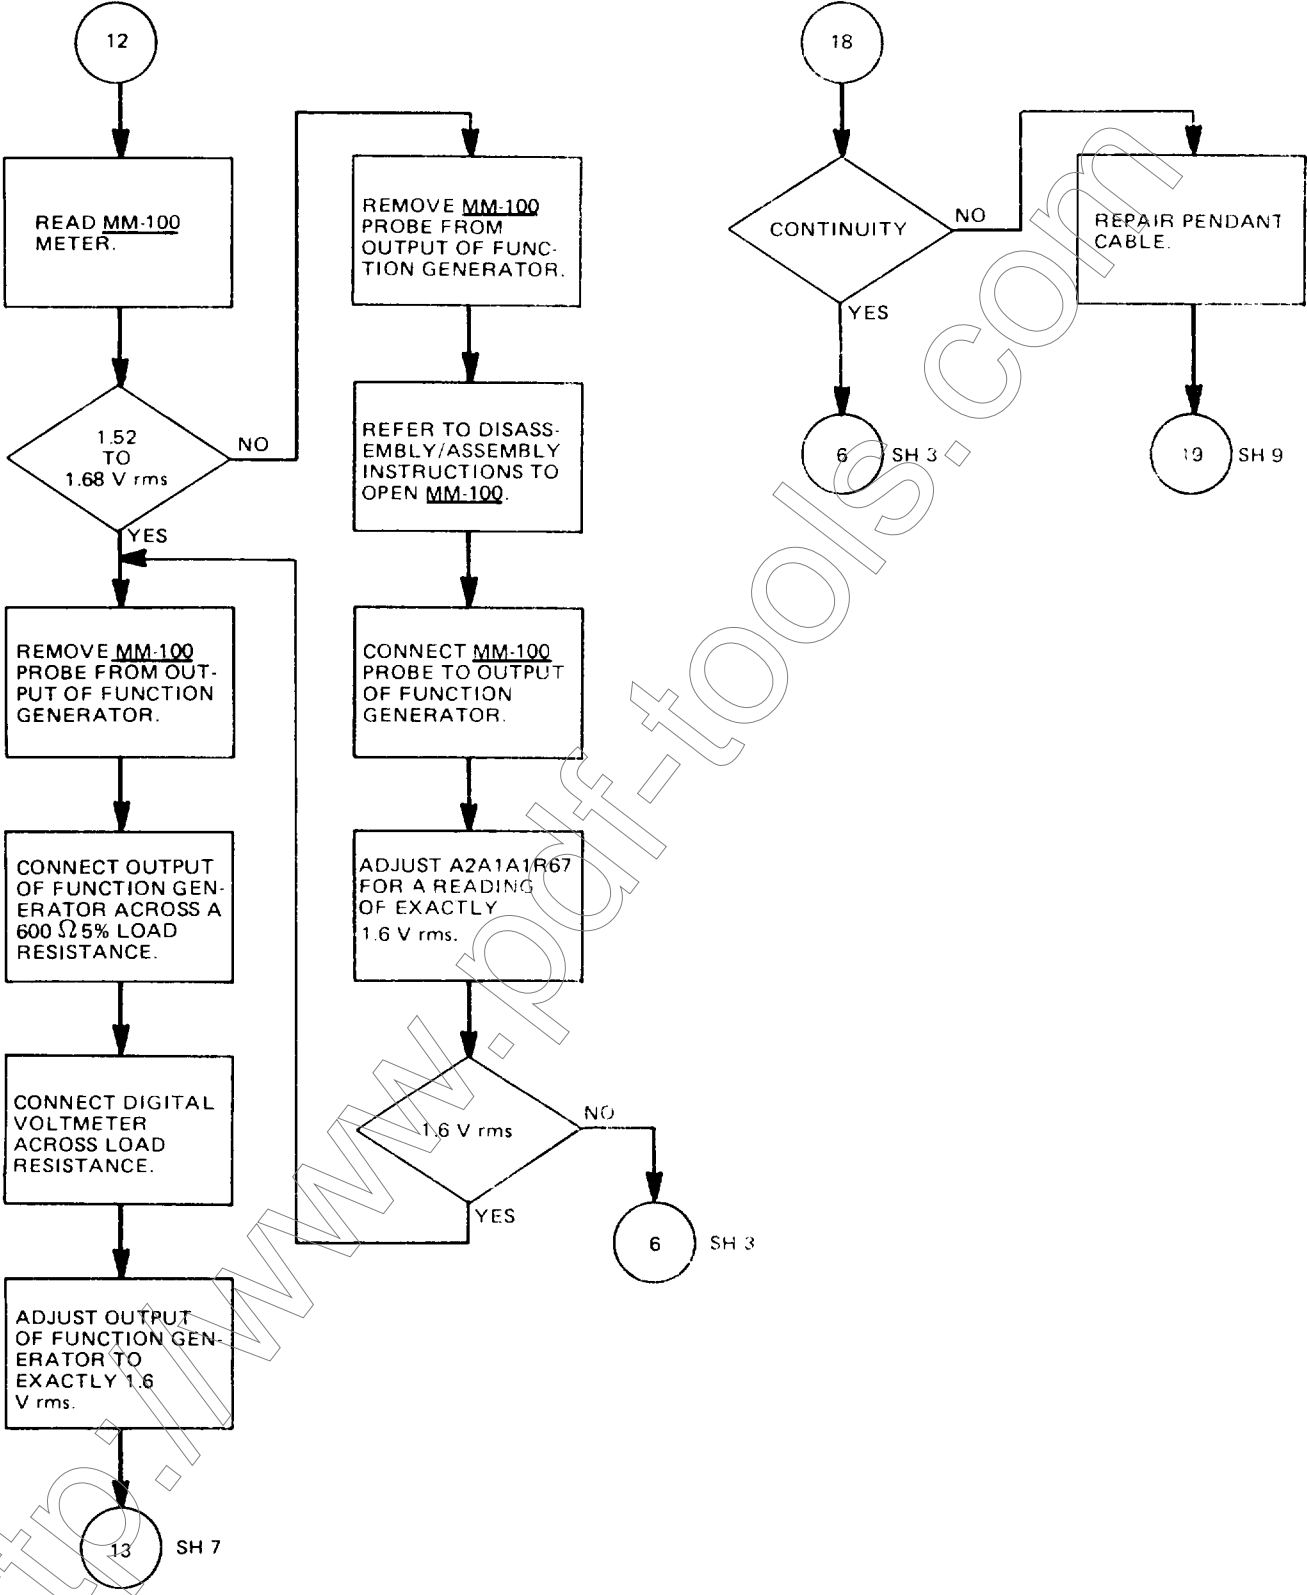 12
READ MM-100
METER.
1.52
TO
1.68 V rms
NO
YES
REMOVE MM-100
PROBE FROM OUT-
PUT OF FUNCTION
GENERATOR.
CONNECT OUTPUT
OF FUNCTION GEN-
ERATOR ACROSS A
600 Ω 5% LOAD
RESISTANCE.
CONNECT DIGITAL
VOLTMETER
ACROSS LOAD
RESISTANCE.
ADJUST OUTPUT
OF FUNCTION GEN-
ERATOR TO
EXACTLY 1.6
V rms.
13
SH 7
REMOVE MM-100
PROBE FROM
OUTPUT OF FUNC-
TION GENERATOR.
REFER TO DISASS-
EMBLY/ASSEMBLY
INSTRUCTIONS TO
OPEN MM-100.
CONNECT MM-100
PROBE TO OUTPUT
OF FUNCTION
GENERATOR.
ADJUST A2A1A1R67
FOR A READING
OF EXACTLY
1.6 V rms.
1.6 V rms
NO
YES
6
SH 3
18
CONTINUITY
NO
YES
6
SH 3
REPAIR PENDANT
CABLE.
19
SH 9
tp://www.pdf-tools.com